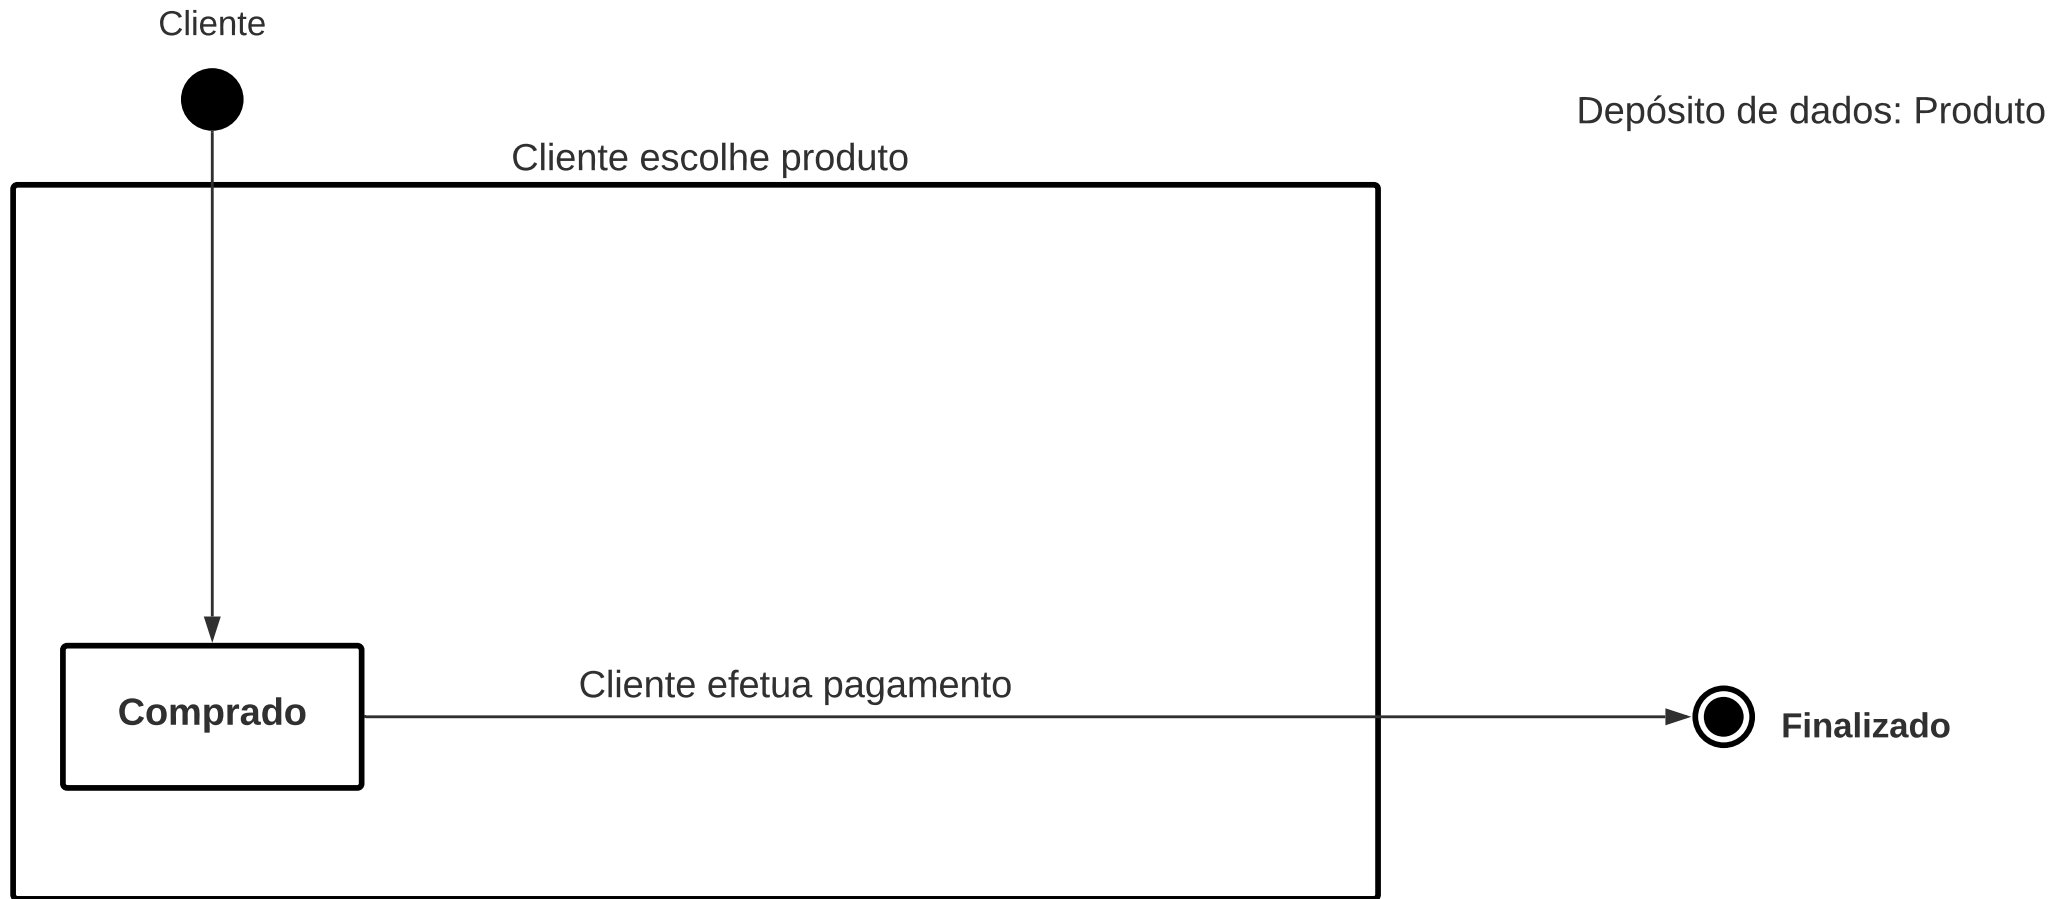 Cliente
Depósito de dados: Produto
Cliente escolhe produto
Cliente efetua pagamento
Comprado
Finalizado